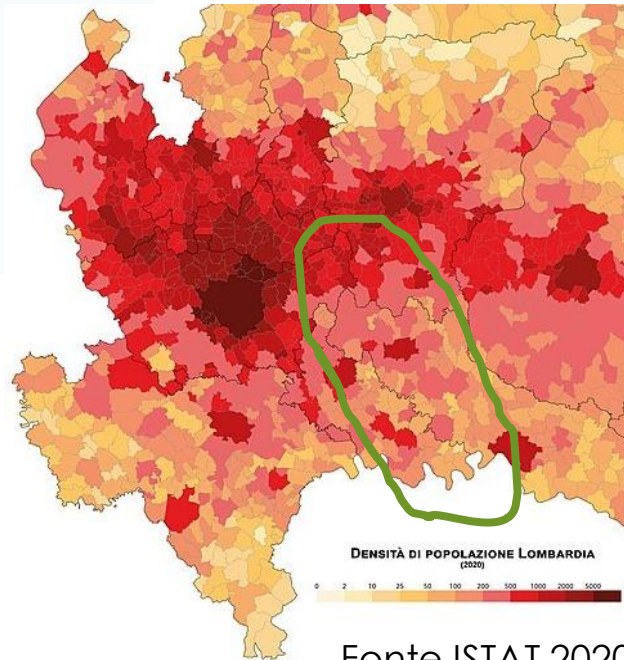 DENSITÀ DI POPOLAZIONE LOMBARDIA
(2020)
0 2 10 25 50 100 200 500 1000 2000 5000
Fonte ISTAT 2020